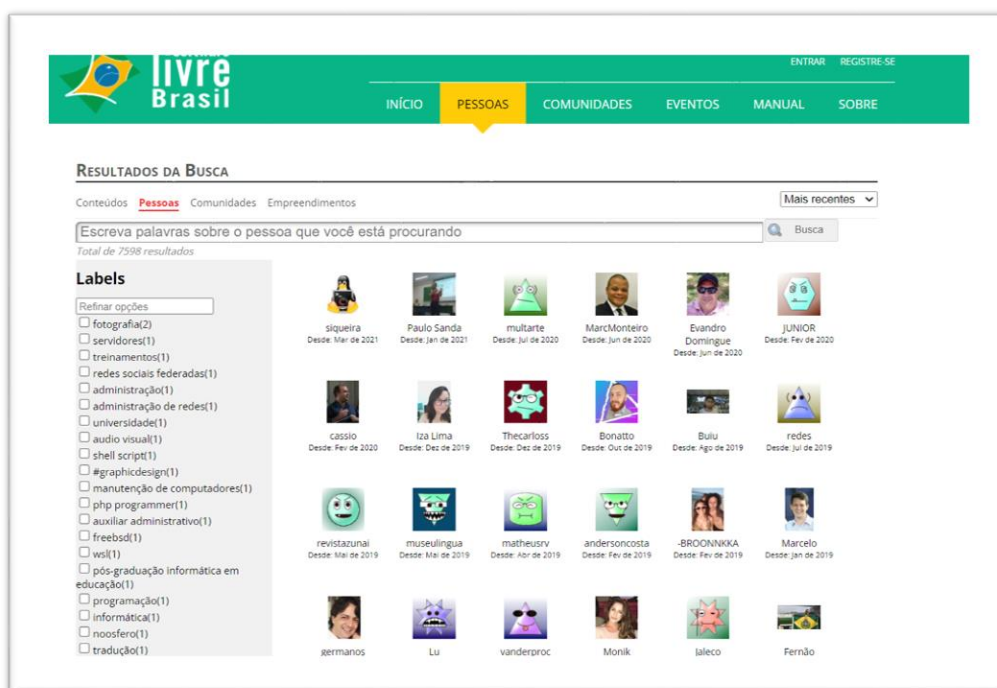 livre
Brasil
ENTRAR REGISTRE-SE
INÍCIO PESSOAS COMUNIDADES EVENTOS MANUAL SOBRE
RESULTADOS DA BUSCA
Conteúdos Pessoas Comunidades Empreendimentos
Mais recentes
Escreva palavras sobre o pessoa que você está procurando
Busca
Total de 7598 resultados
Labels
Refinar opções
fotografia(2)
servidores(1)
treinamentos(1)
redes sociais federadas(1)
administração(1)
administração de redes(1)
universidade(1)
audio visual(1)
shell script(1)
#graphicdesign(1)
manutenção de computadores(1)
php programmer(1)
auxiliar administrativo(1)
freebsd(1)
wsl(1)
pós-graduação informática em
educação(1)
programação(1)
informática(1)
noosfero(1)
tradução(1)
siqueira Paulo Sanda multarte MarcMonteiro Evandro JUNIOR
Domingue
Desde: Mar de 2021 Desde: Jan de 2021 Desde: Jul de 2020 Desde: Jun de 2020 Desde: Jun de 2020 Desde: Fev de 2020
cassio Iza Lima Thecarloss Bonatto Buiu redes
Desde: Fev de 2020 Desde: Dez de 2019 Desde: Dez de 2019 Desde: Out de 2019 Desde: Ago de 2019 Desde: Jul de 2019
revistazunai museulingua matheusrv andersoncosta -BROONNKKA Marcelo
Desde: Mai de 2019 Desde: Mai de 2019 Desde: Abr de 2019 Desde: Fev de 2019 Desde: Fev de 2019 Desde: Jan de 2019
germanos Lu vanderproc Monik Jaleco Fernão